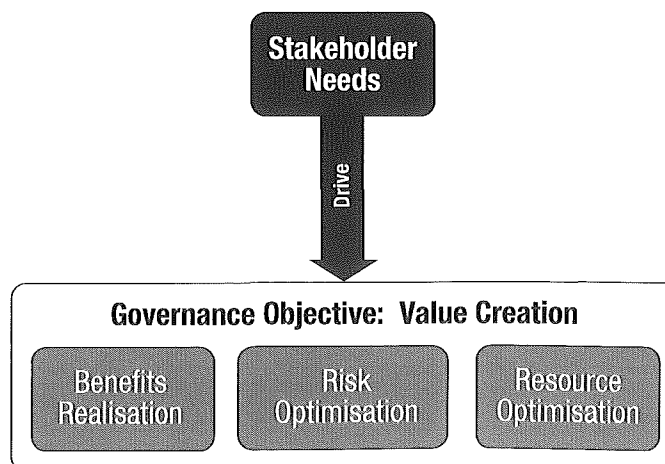 Stakeholder
Needs
Drive
Governance Objective: Value Creation
Benefits
Realisation
Risk
Optimisation
Resource
Optimisation